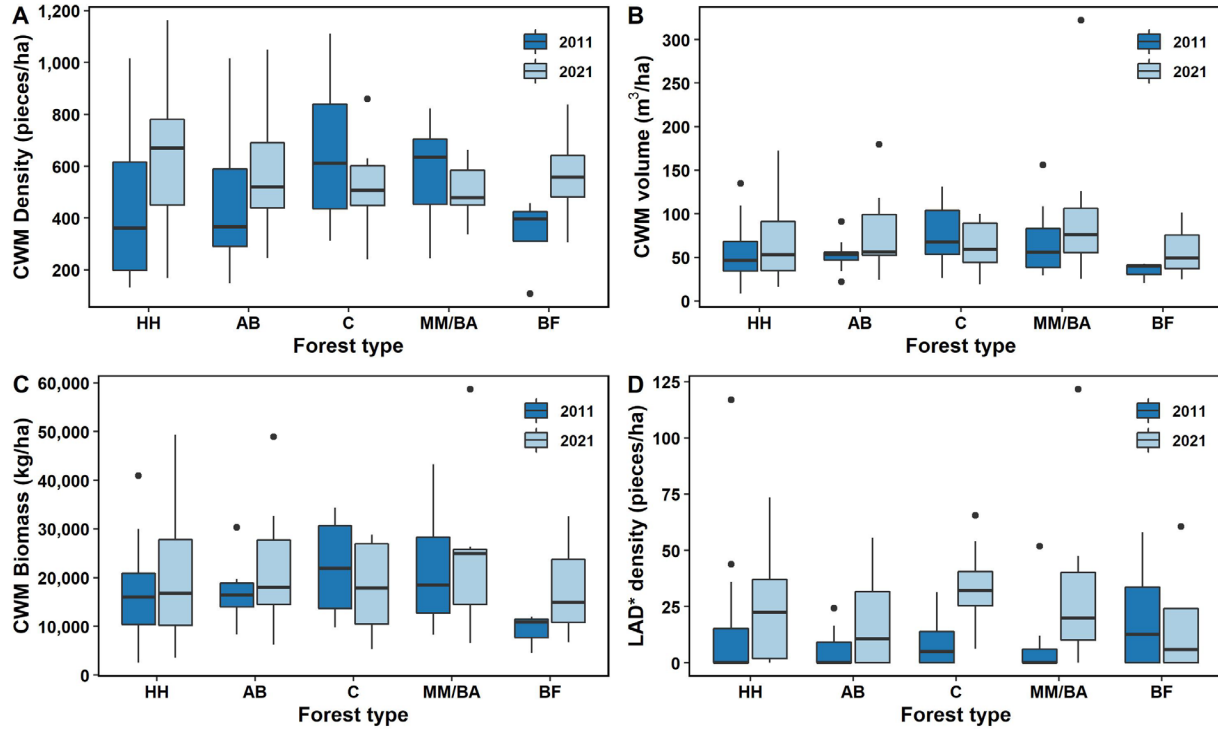 A
CWM Density (pieces/ha)
1,200
1,000
800
600
400
200
2011
2021
HH AB C MM/BA BF
Forest type
B
CWM volume (m³/ha)
300
250
200
150
100
50
0
2011
2021
HH AB C MM/BA BF
Forest type
C
CWM Biomass (kg/ha)
60,000
50,000
40,000
30,000
20,000
10,000
0
2011
2021
HH AB C MM/BA BF
Forest type
D
LAD* density (pieces/ha)
125
75
50
25
0
2011
2021
HH AB C MM/BA BF
Forest type